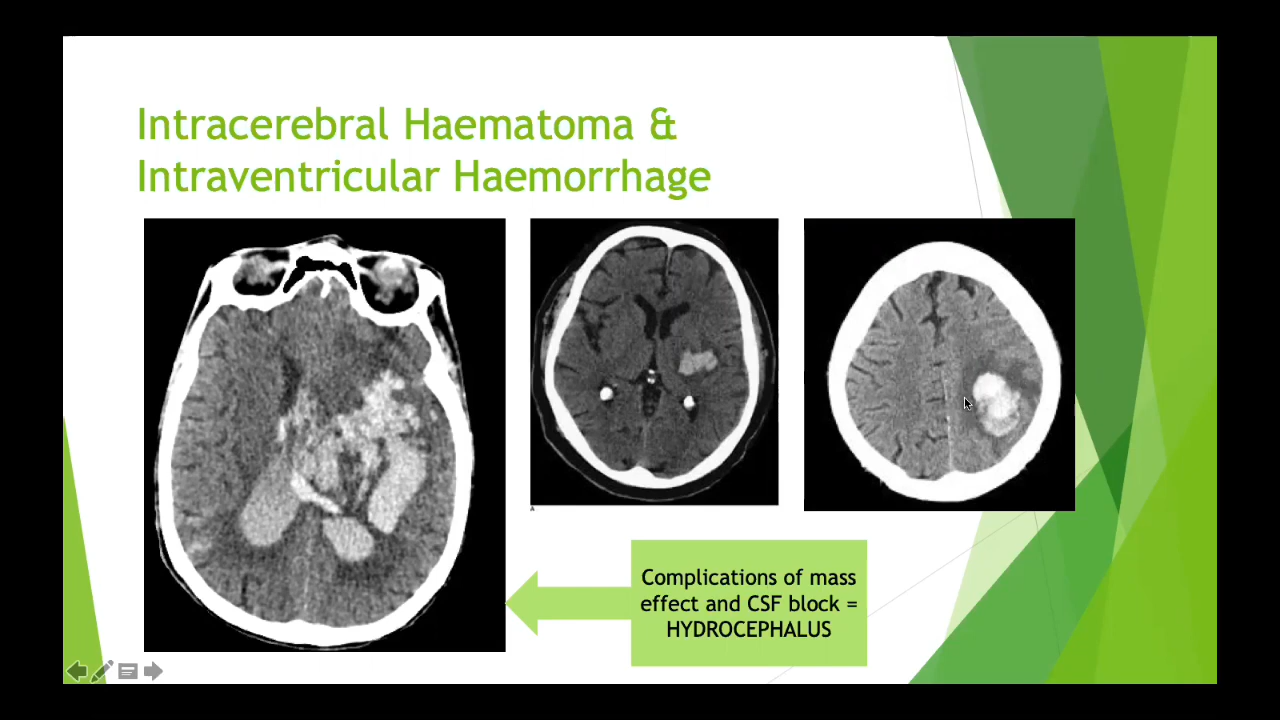 Intracerebral Haematoma &
Intraventricular Haemorrhage
Complications of mass
effect and CSF block =
HYDROCEPHALUS